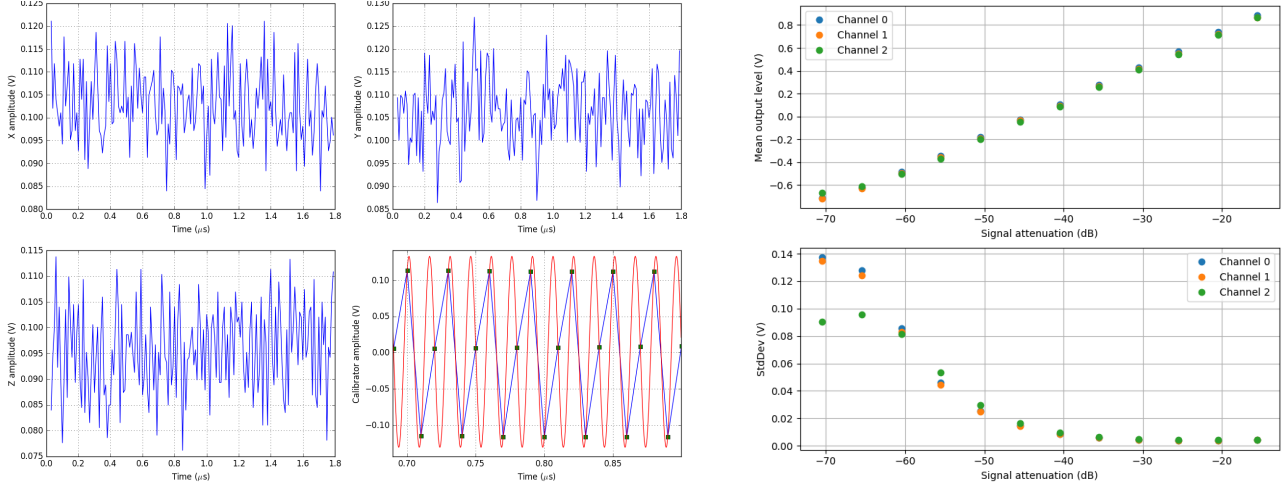 0.125
0.120
0.115
0.110
0.105
0.100
0.095
0.090
0.085
0.080
X amplitude (V)
0.0 0.2 0.4 0.6 0.8 1.0 1.2 1.4 1.6 1.8
Time (μs)
0.130
0.125
0.120
0.115
0.110
0.105
0.100
0.095
0.090
0.085
Y amplitude (V)
0.0 0.2 0.4 0.6 0.8 1.0 1.2 1.4 1.6 1.8
Time (μs)
0.115
0.110
0.105
0.100
0.095
0.090
0.085
0.080
0.075
Z amplitude (V)
0.0 0.2 0.4 0.6 0.8 1.0 1.2 1.4 1.6 1.8
Time (μs)
0.10
0.05
0.00
−0.05
−0.10
Calibrator amplitude (V)
0.70 0.75 0.80 0.85
Time (μs)
0.8
0.6
0.4
0.2
0.0
−0.2
−0.4
−0.6
Mean output level (V)
Channel 0
Channel 1
Channel 2
−70 −60 −50 −40 −30 −20
Signal attenuation (dB)
0.14
0.12
0.10
0.08
0.06
0.04
0.02
0.00
StdDev (V)
Channel 0
Channel 1
Channel 2
−70 −60 −50 −40 −30 −20
Signal attenuation (dB)